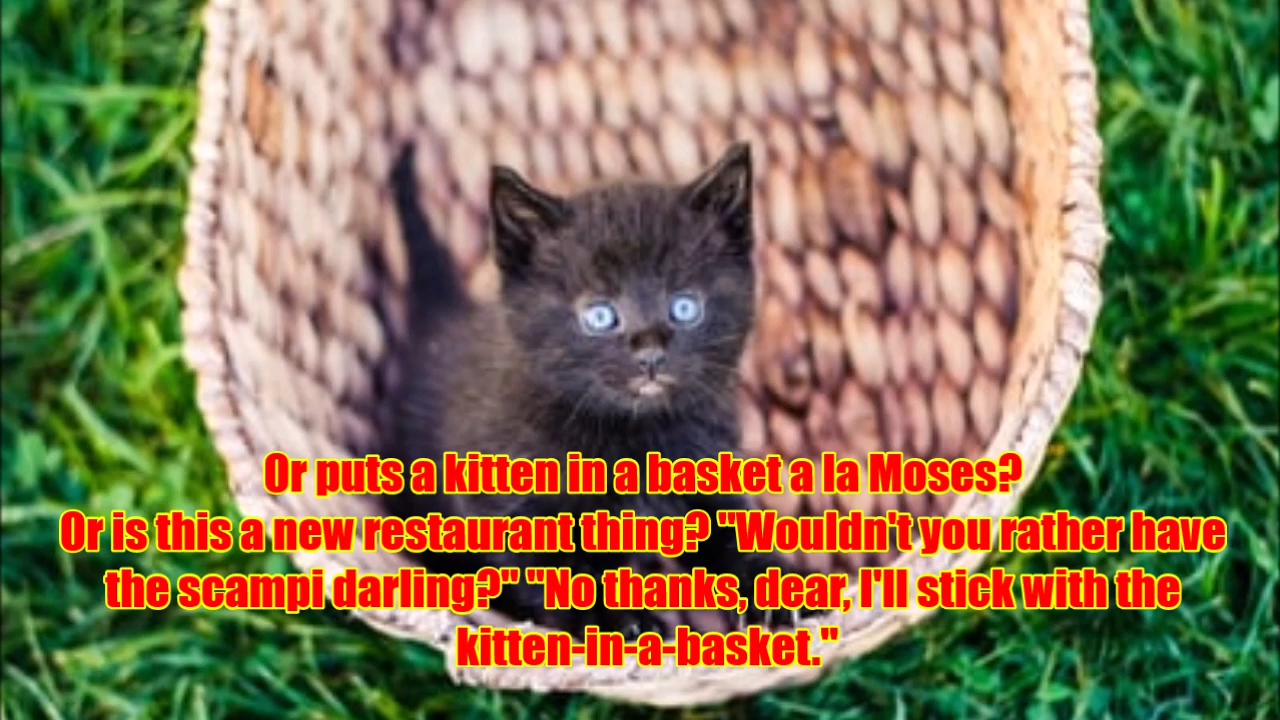 Or puts a kitten in a basket a la Moses?
Or is this a new restaurant thing? "Wouldn't you rather have
the scampi darling?" "No thanks, dear, I'll stick with the
kitten-in-a-basket."